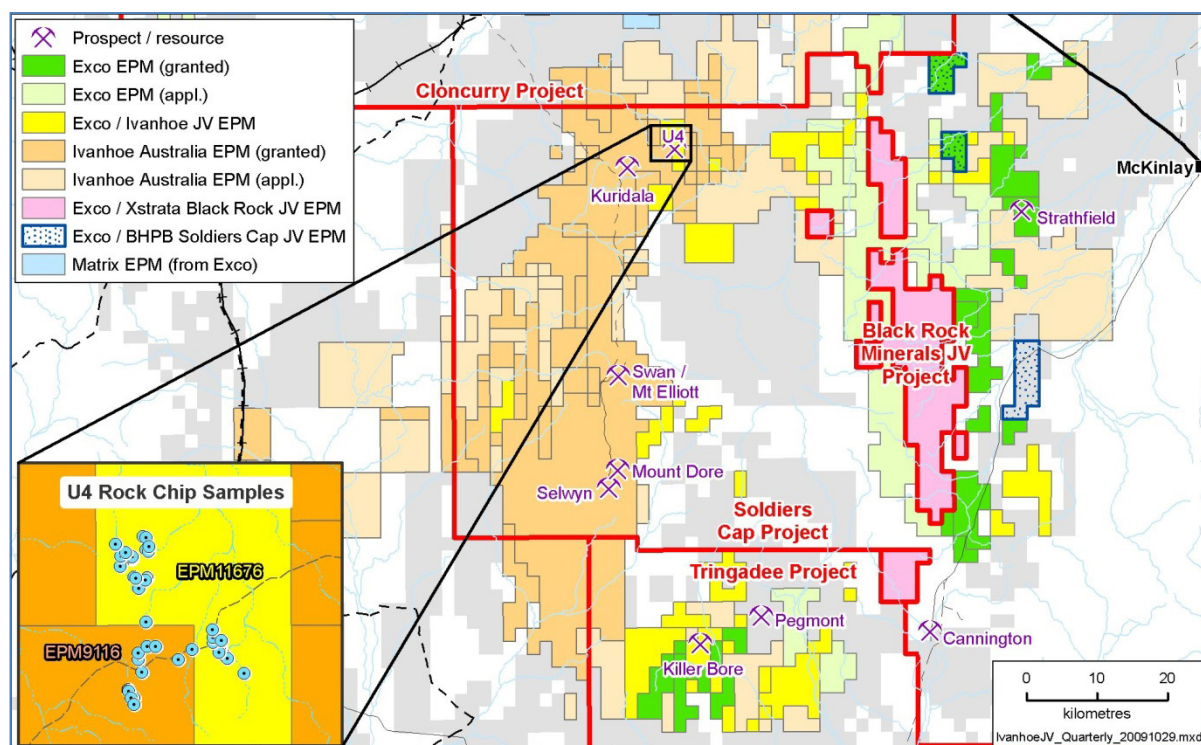 Prospect / resource
Exco EPM (granted)
Exco EPM (appl.)
Exco / Ivanhoe JV EPM
Ivanhoe Australia EPM (granted)
Ivanhoe Australia EPM (appl.)
Exco / Xstrata Black Rock JV EPM
Exco / BHPB Soldiers Cap JV EPM
Matrix EPM (from Exco)
Cloncurry Project
U4
Kuridala
McKinlay
Strathfield
Black Rock
Minerals JV
Project
Swan /
Mt Elliott
Mount Dore
Selwyn
Soldiers
Cap Project
Tringadee Project
Pegmont
Killer Bore
Cannington
U4 Rock Chip Samples
EPM11676
EPM9116
0 10 20
kilometres
IvanhoeJV_Quarterly_20091029.mxd